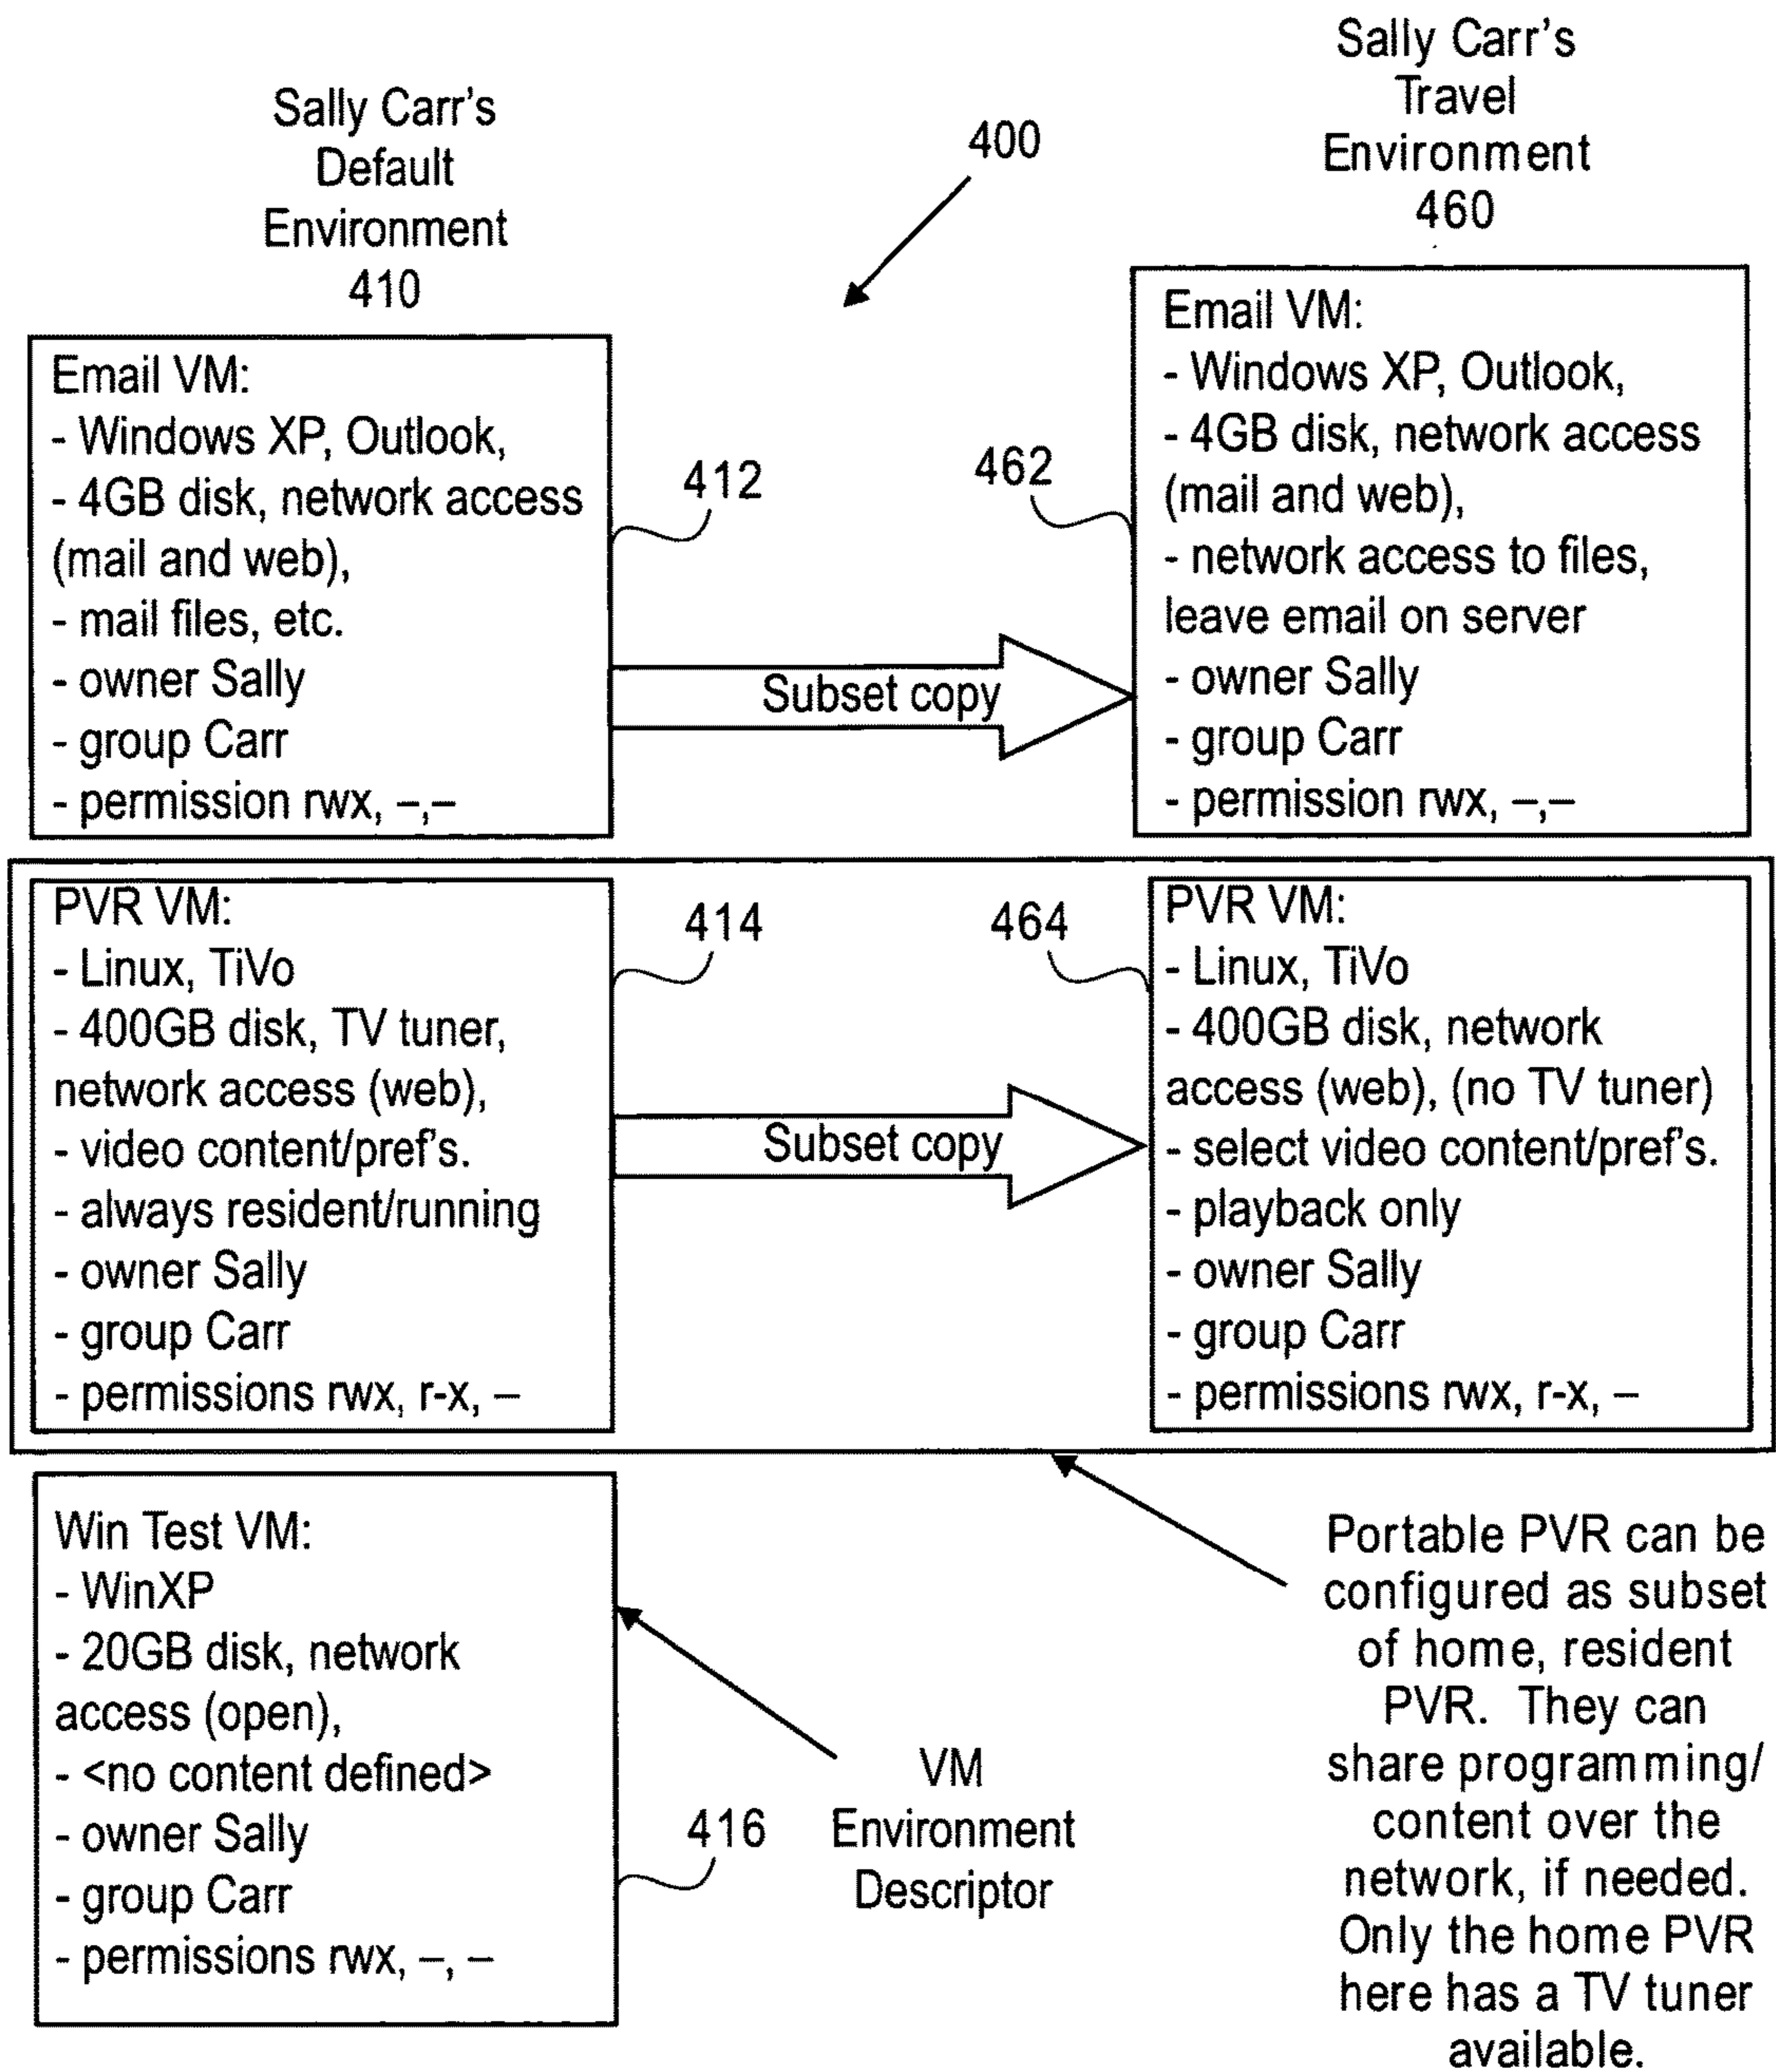 Sally Carr's
Default
Environment
410
400
Sally Carr's
Travel
Environment
460
Email VM:
- Windows XP, Outlook,
- 4GB disk, network access
(mail and web),
- mail files, etc.
- owner Sally
- group Carr
- permission rwx, –,–
412
Subset copy
462
Email VM:
- Windows XP, Outlook,
- 4GB disk, network access
(mail and web),
- network access to files,
leave email on server
- owner Sally
- group Carr
- permission rwx, –,–
PVR VM:
- Linux, TiVo
- 400GB disk, TV tuner,
network access (web),
- video content/pref's.
- always resident/running
- owner Sally
- group Carr
- permissions rwx, r-x, –
414
Subset copy
464
PVR VM:
- Linux, TiVo
- 400GB disk, network
access (web), (no TV tuner)
- select video content/pref's.
- playback only
- owner Sally
- group Carr
- permissions rwx, r-x, –
Win Test VM:
- WinXP
- 20GB disk, network
access (open),
- <no content defined>
- owner Sally
- group Carr
- permissions rwx, –, –
416
VM
Environment
Descriptor
Portable PVR can be
configured as subset
of home, resident
PVR. They can
share programming/
content over the
network, if needed.
Only the home PVR
here has a TV tuner
available.